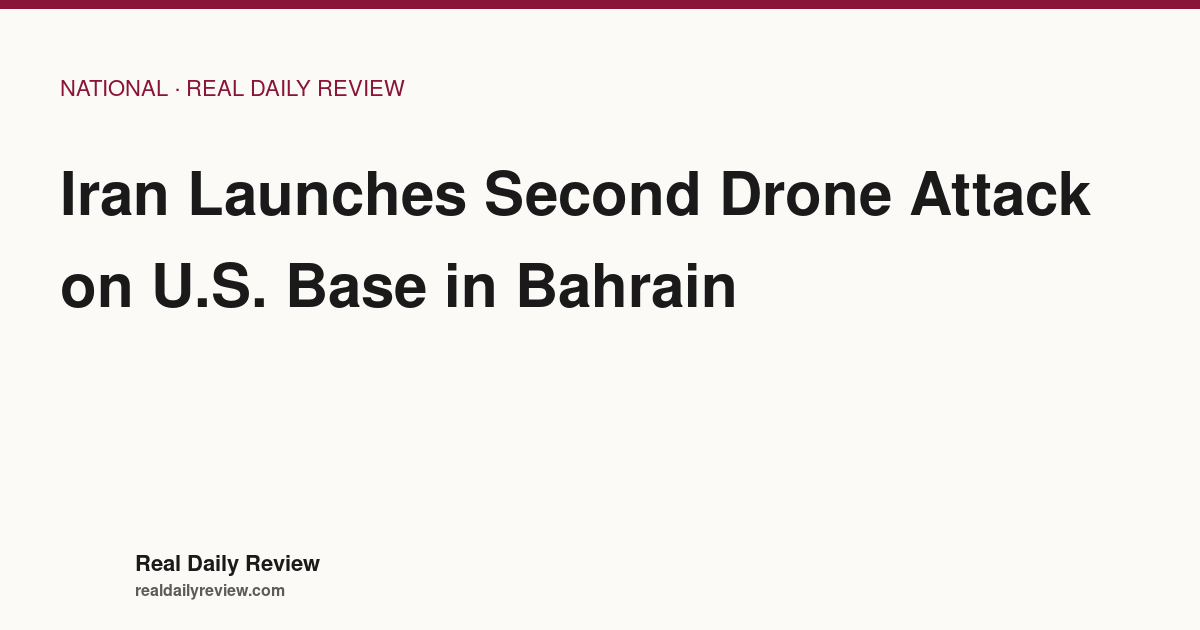 NATIONAL · REAL DAILY REVIEW
Iran Launches Second Drone Attack
on U.S. Base in Bahrain
Real Daily Review
realdailyreview.com